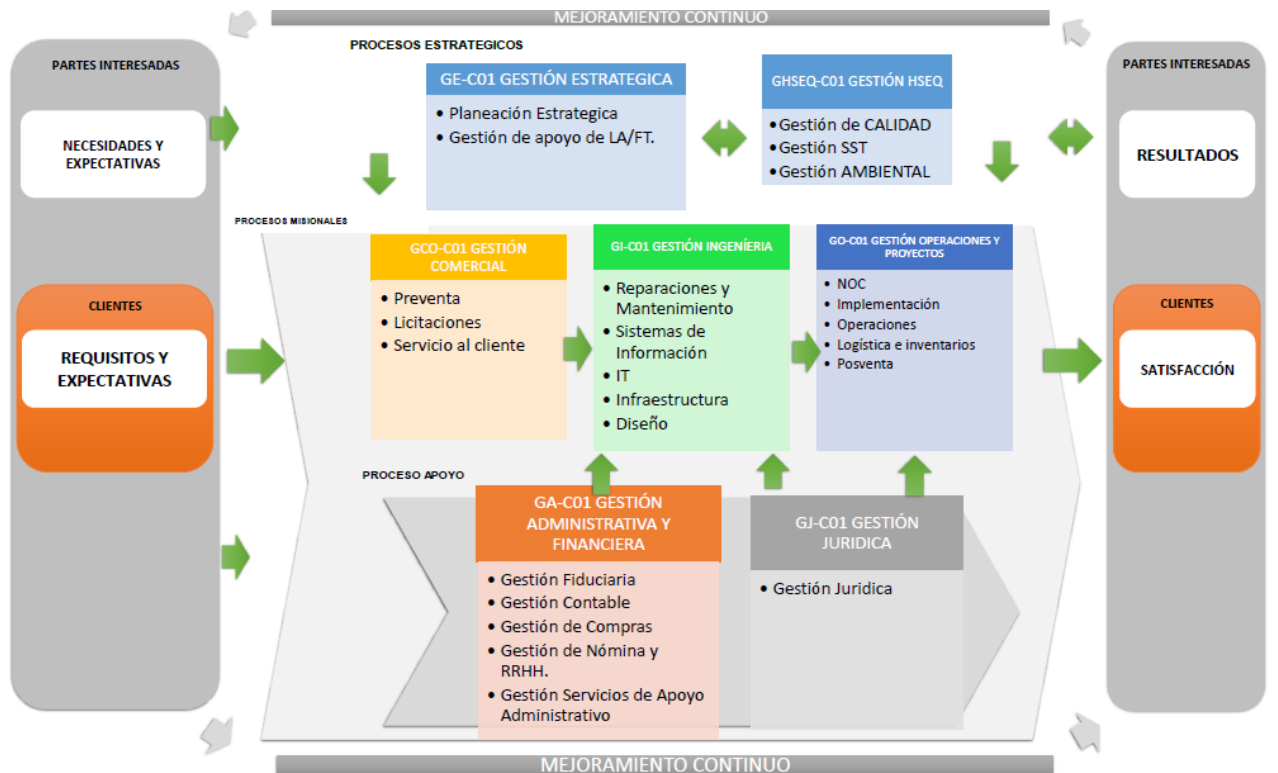 MEJORAMIENTO CONTINUO
PARTES INTERESADAS
NECESIDADES Y
EXPECTATIVAS
CLIENTES
REQUISITOS Y
EXPECTATIVAS
PROCESOS ESTRATEGICOS
GE-C01 GESTIÓN ESTRATEGICA
• Planeación Estrategica
• Gestión de apoyo de LA/FT.
GHSEQ-C01 GESTIÓN HSEQ
• Gestión de CALIDAD
• Gestión SST
• Gestión AMBIENTAL
PROCESOS MISIONALES
GCO-C01 GESTIÓN
COMERCIAL
• Preventa
• Licitaciones
• Servicio al cliente
GI-C01 GESTIÓN INGENÍERIA
• Reparaciones y
Mantenimiento
• Sistemas de
Información
• IT
• Infraestructura
• Diseño
GO-C01 GESTIÓN OPERACIONES Y
PROYECTOS
• NOC
• Implementación
• Operaciones
• Logística e inventarios
• Posventa
PROCESO APOYO
GA-C01 GESTIÓN
ADMINISTRATIVA Y
FINANCIERA
• Gestión Fiduciaria
• Gestión Contable
• Gestión de Compras
• Gestión de Nómina y
RRHH.
• Gestión Servicios de Apoyo
Administrativo
GJ-C01 GESTIÓN
JURIDICA
• Gestión Juridica
PARTES INTERESADAS
RESULTADOS
CLIENTES
SATISFACCIÓN
MEJORAMIENTO CONTINUO